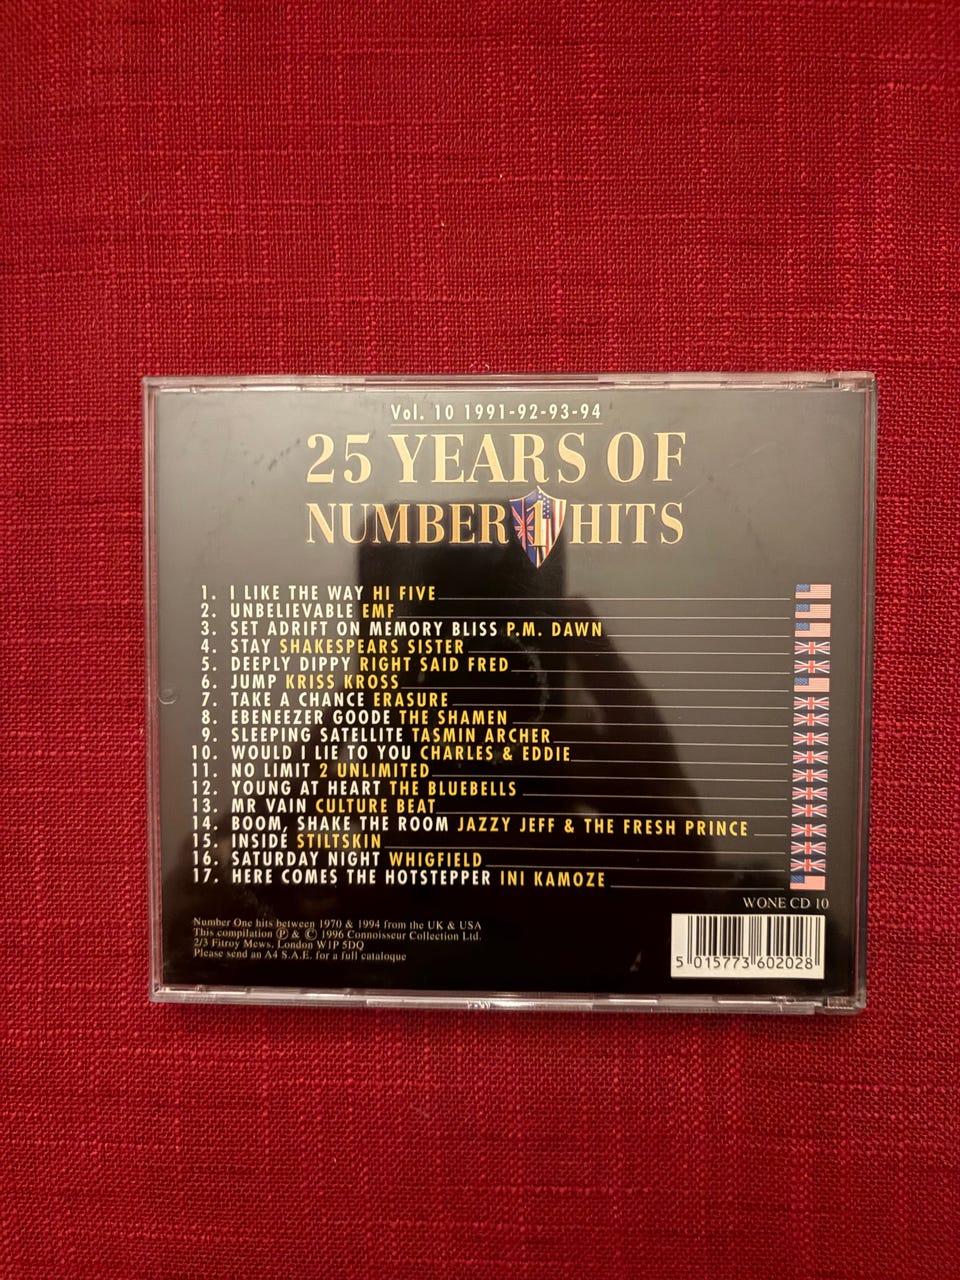 Vol. 10 1991-92-93-94
25 YEARS OF
NUMBER 1 HITS
1. I LIKE THE WAY HI FIVE
2. UNBELIEVABLE EMF
3. SET ADRIFT ON MEMORY BLISS P.M. DAWN
4. STAY SHAKESPEARS SISTER
5. DEEPLY DIPPY RIGHT SAID FRED
6. JUMP KRISS KROSS
7. TAKE A CHANCE ERASURE
8. EBENEEZER GOODE THE SHAMEN
9. SLEEPING SATELLITE TASMIN ARCHER
10. WOULD I LIE TO YOU CHARLES & EDDIE
11. NO LIMIT 2 UNLIMITED
12. YOUNG AT HEART THE BLUEBELLS
13. MR VAIN CULTURE BEAT
14. BOOM, SHAKE THE ROOM JAZZY JEFF & THE FRESH PRINCE
15. INSIDE STILTSKIN
16. SATURDAY NIGHT WHIGFIELD
17. HERE COMES THE HOTSTEPPER INI KAMOZE
WONE CD 10
Number One hits between 1970 & 1994 from the UK & USA
This compilation Ⓟ & © 1996 Connoisseur Collection Ltd.
2/3 Fitroy Mews, London W1P 5DQ
Please send an A4 S.A.E. for a full catalogue
5 015773 602028